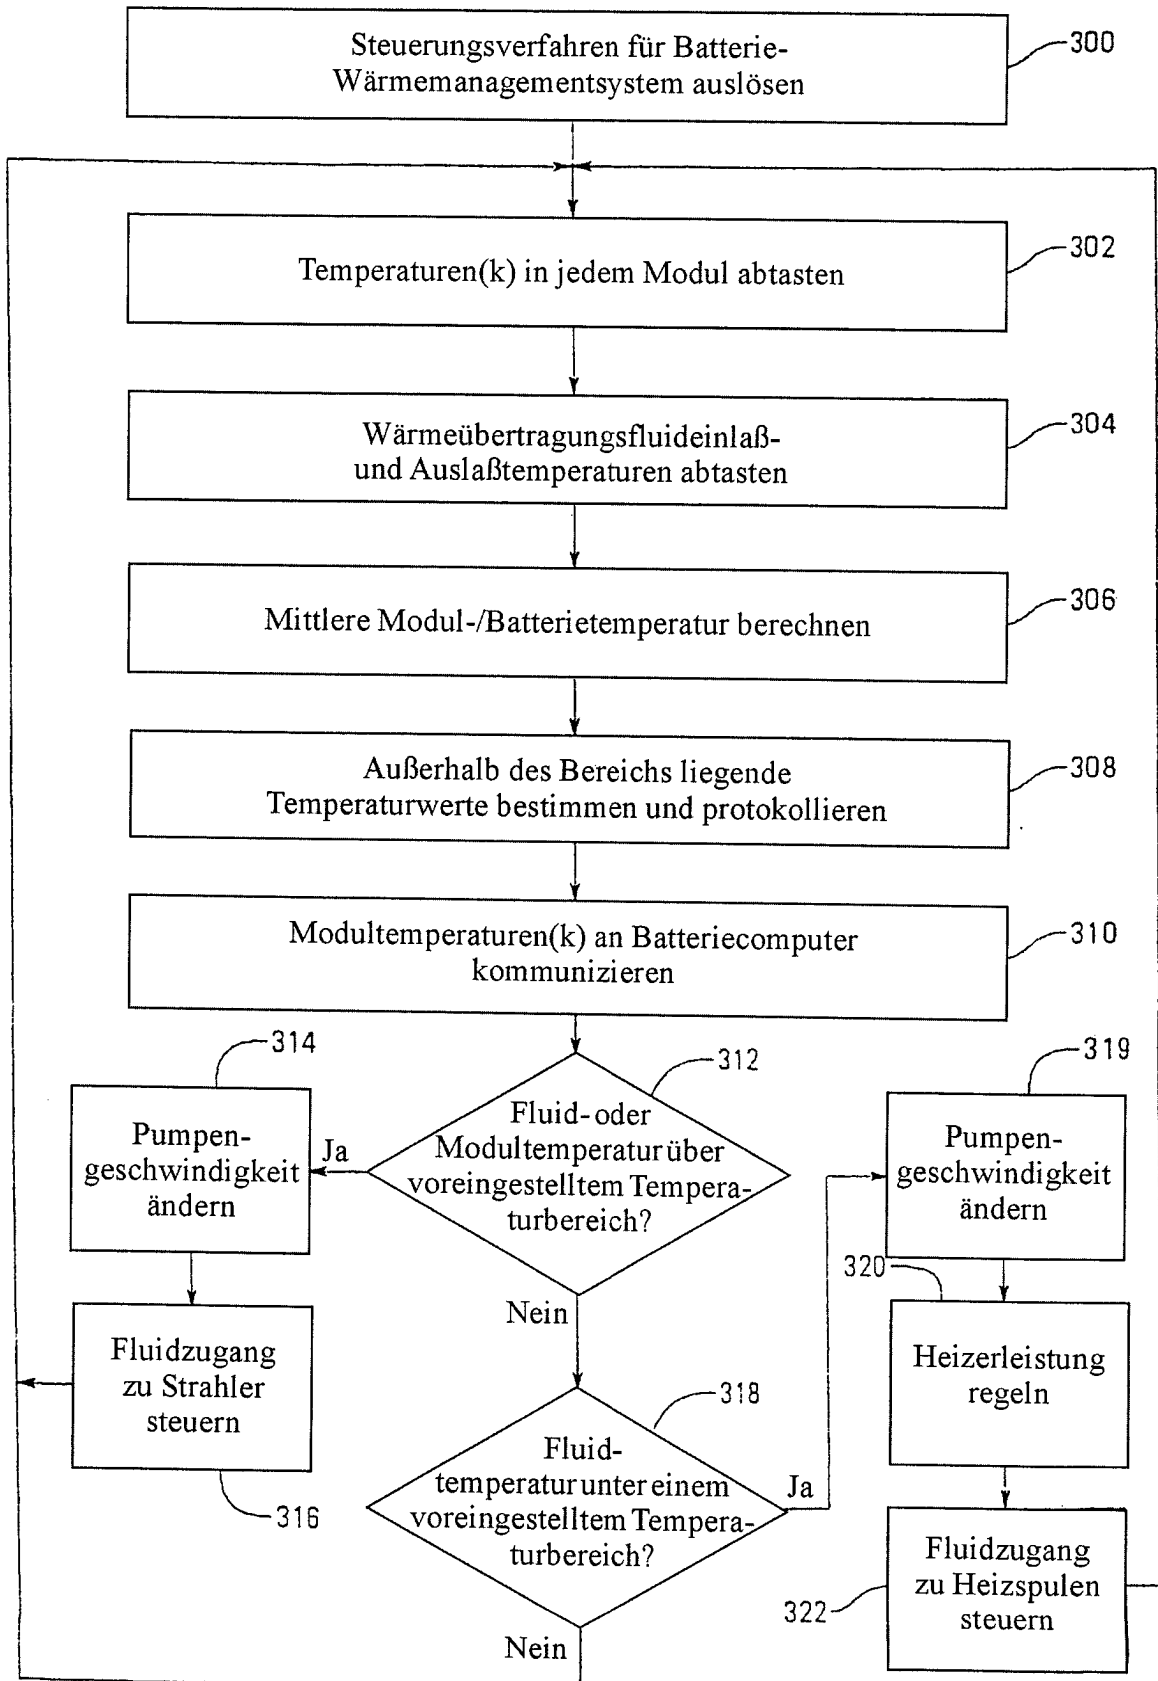 Steuerungsverfahren für Batterie-
Wärmemanagementsystem auslösen
300
Temperaturen(k) in jedem Modul abtasten
302
Wärmeübertragungsfluideinlaß-
und Auslaßtemperaturen abtasten
304
Mittlere Modul-/Batterietemperatur berechnen
306
Außerhalb des Bereichs liegende
Temperaturwerte bestimmen und protokollieren
308
Modultemperaturen(k) an Batteriecomputer
kommunizieren
310
312
Fluid- oder
Modultemperatur über
voreingestelltem Tempera-
turbereich?
Ja
314
Pumpen-
geschwindigkeit
ändern
Fluidzugang
zu Strahler
steuern
316
Nein
318
Fluid-
temperatur unter einem
voreingestelltem Tempera-
turbereich?
Ja
319
Pumpen-
geschwindigkeit
ändern
320
Heizerleistung
regeln
Fluidzugang
zu Heizspulen
steuern
322
Nein